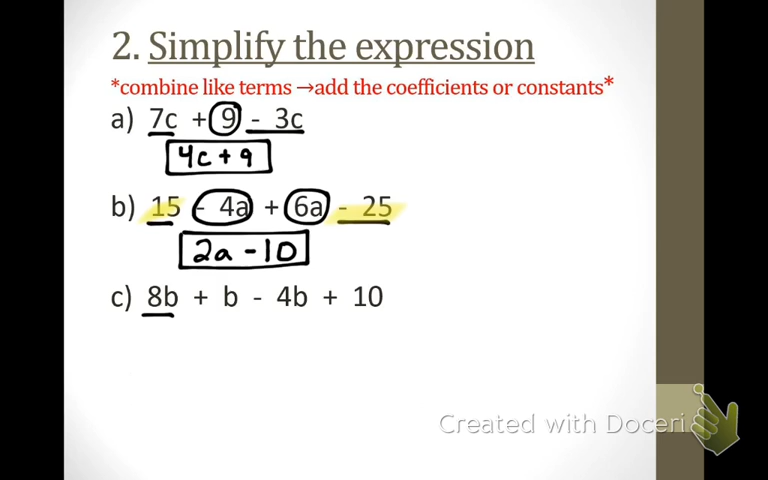 2. Simplify the expression
*combine like terms →add the coefficients or constants*
a) 7c + 9 - 3c
4c + 9
b) 15 - 4a + 6a - 25
2a - 10
c) 8b + b - 4b + 10
Created with Doceri